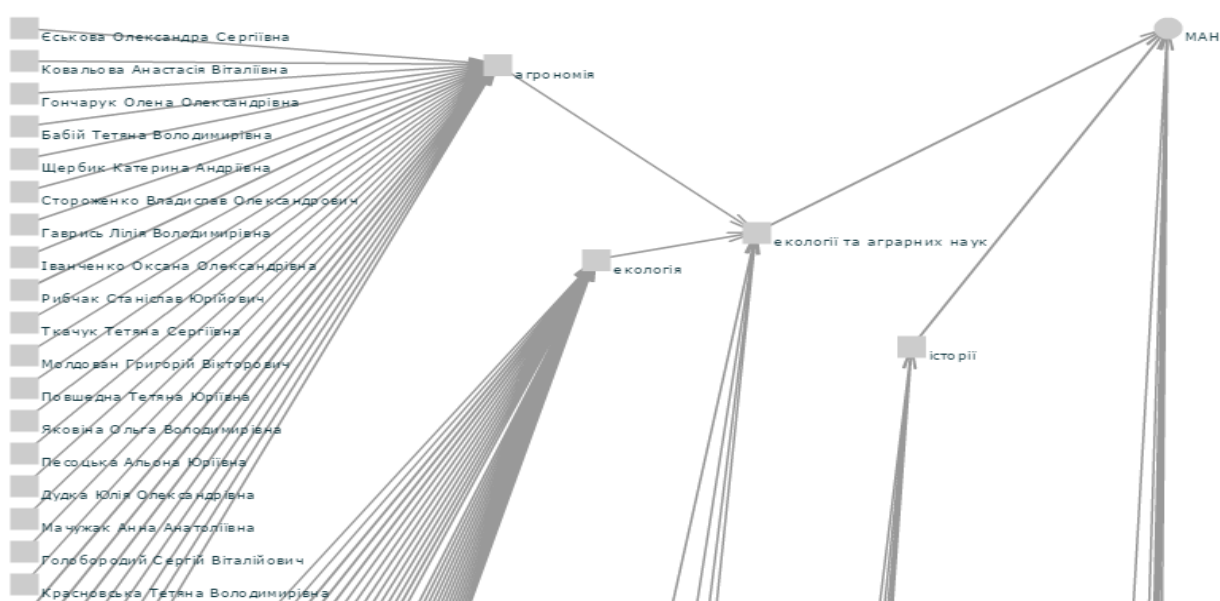 Єськова Олександра Сергіївна
МАН
Ковальова Анастасія Віталіївна
агрономія
Гончарук Олена Олександрівна
Бабій Тетяна Володимирівна
Щербик Катерина Андріївна
Стороженко Владислав Олександрович
Гаврись Лілія Володимирівна
екології та аграрних наук
Іванченко Оксана Олександрівна
екологія
Рибчак Станіслав Юрійович
Ткачук Тетяна Сергіївна
історії
Молдован Григорій Вікторович
Повшедна Тетяна Юріївна
Яковіна Ольга Володимирівна
Песоцька Альона Юріївна
Дудка Юлія Олександрівна
Мачужак Анна Анатоліївна
Голобородий Сергій Віталійович
Красновська Тетяна Володимирівна